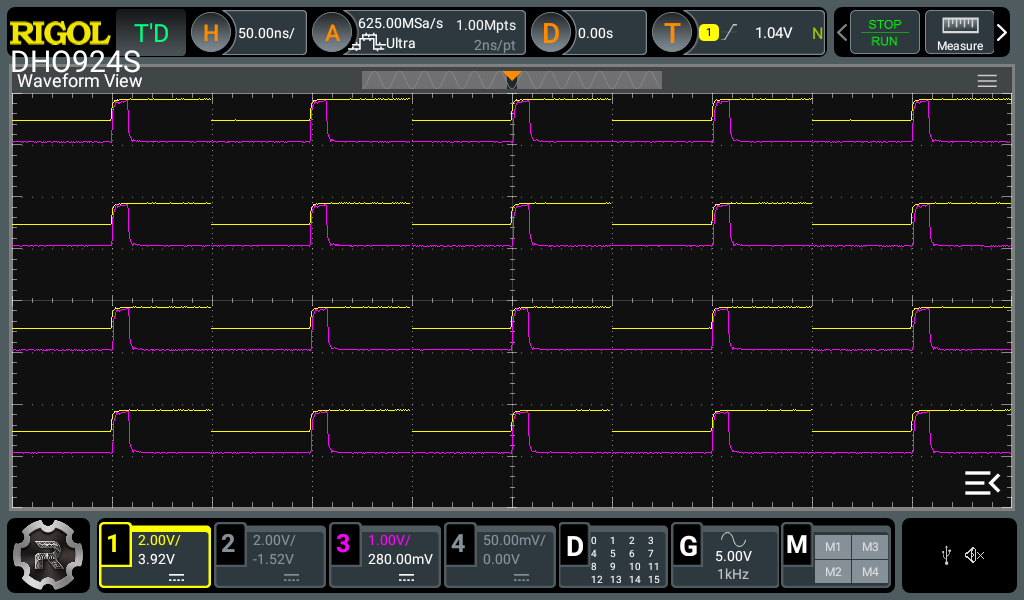 RIGOL T'D H 50.00ns/ A 625.00MSa/s 1.00Mpts D 0.00s T 1 1.04V N STOP
Ultra 2ns/pt RUN Measure
DHO924S
Waveform View
1 2.00V/ 2 2.00V/ 3 1.00V/ 4 50.00mV/ D 0 1 2 3 G 5.00V M M1 M3
3.92V -1.52V 280.00mV 0.00V 4 5 6 7 1kHz M2 M4
8 9 10 11
12 13 14 15